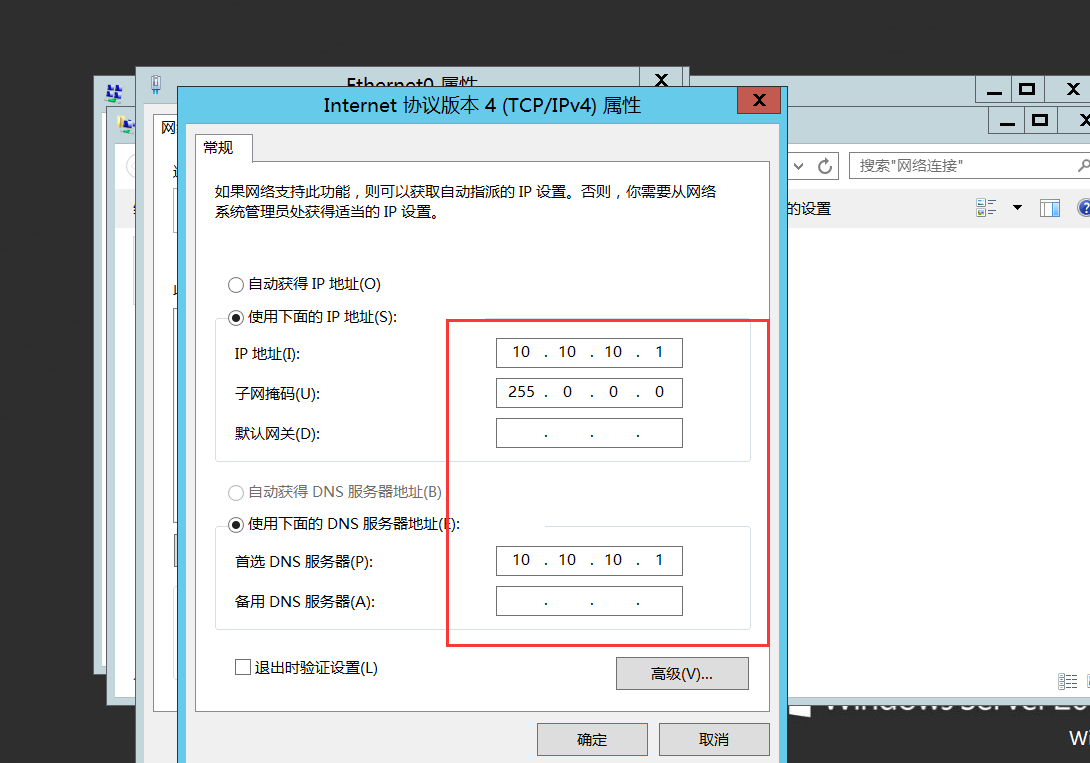 Ethernet0 属性
Internet 协议版本 4 (TCP/IPv4) 属性
常规
搜索"网络连接"
的设置
如果网络支持此功能，则可以获取自动指派的 IP 设置。否则，你需要从网络
系统管理员处获得适当的 IP 设置。
自动获得 IP 地址(O)
使用下面的 IP 地址(S):
IP 地址(I):
10 . 10 . 10 . 1
子网掩码(U):
255 . 0 . 0 . 0
默认网关(D):
. . .
自动获得 DNS 服务器地址(B)
使用下面的 DNS 服务器地址(E):
首选 DNS 服务器(P):
10 . 10 . 10 . 1
备用 DNS 服务器(A):
. . .
退出时验证设置(L)
高级(V)...
确定
取消
Windows Server 20